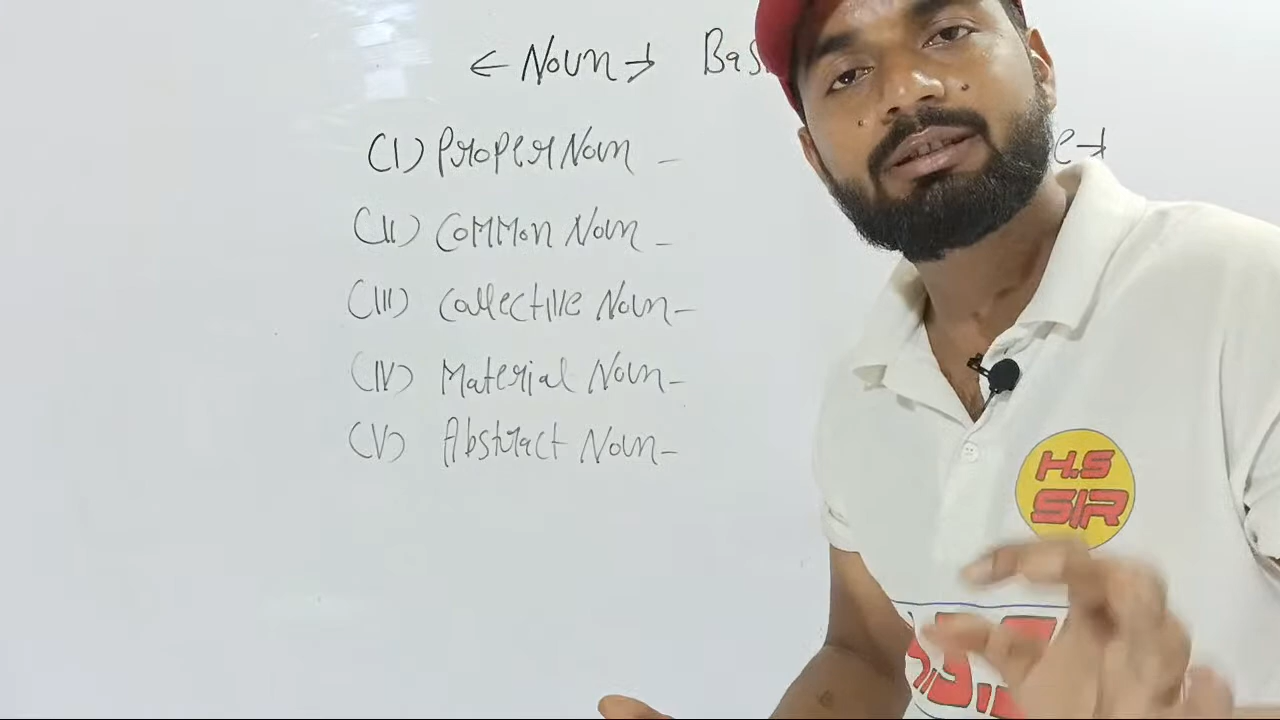 ← Noun → Bas
(I) Proper Noun -
(II) Common Noun -
(III) Collective Noun -
(IV) Material Noun -
(V) Abstract Noun -
H.S
SIR